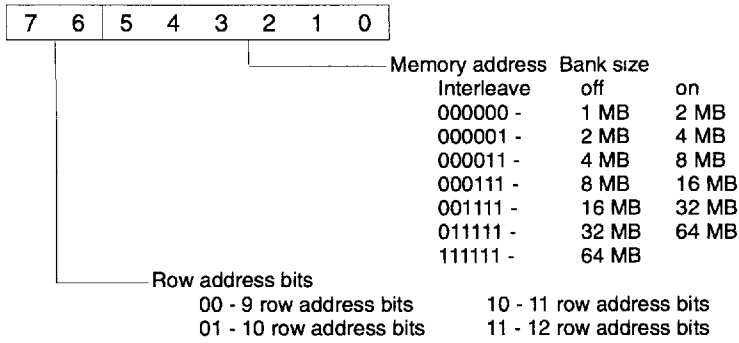 7 6 5 4 3 2 1 0
Memory address Bank size
Interleave off on
000000 - 1 MB 2 MB
000001 - 2 MB 4 MB
000011 - 4 MB 8 MB
000111 - 8 MB 16 MB
001111 - 16 MB 32 MB
011111 - 32 MB 64 MB
111111 - 64 MB
Row address bits
00 - 9 row address bits 10 - 11 row address bits
01 - 10 row address bits 11 - 12 row address bits